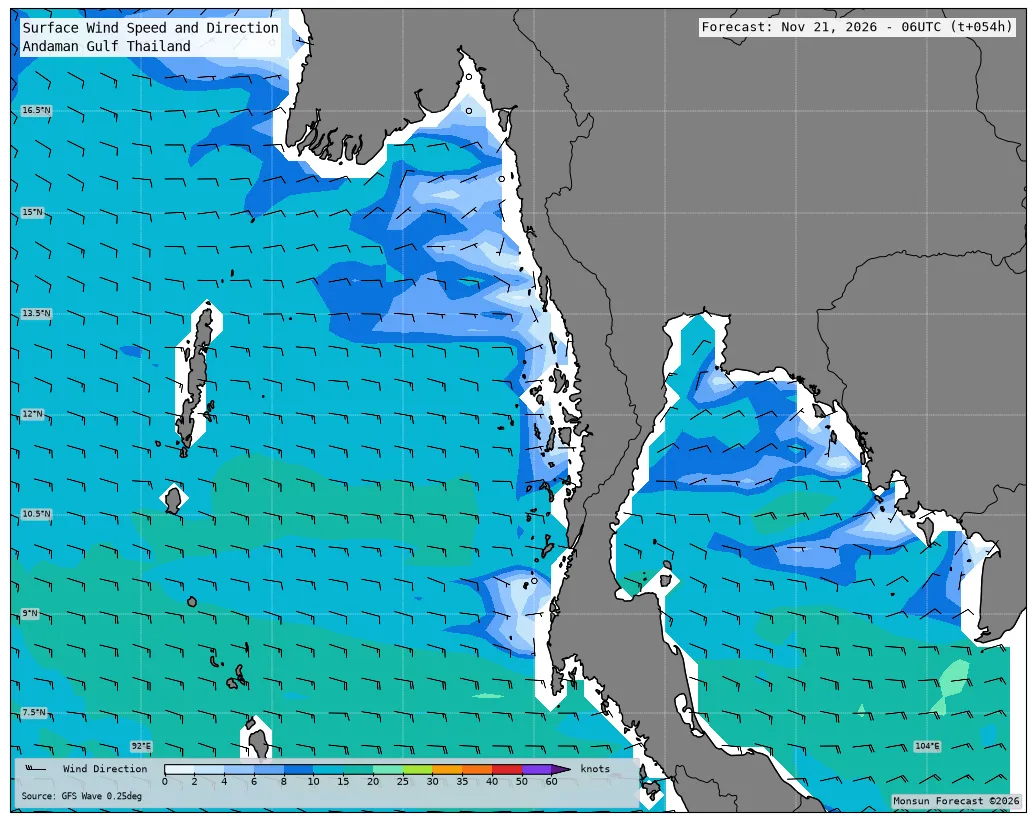 Surface Wind Speed and Direction
Andaman Gulf Thailand
Forecast: Nov 21, 2026 - 06UTC (t+054h)
16.5°N
15°N
13.5°N
12°N
10.5°N
9°N
7.5°N
92°E
104°E
Wind Direction
knots
0 2 4 6 8 10 15 20 25 30 35 40 50 60
Source: GFS Wave 0.25deg
Monsun Forecast ©2026